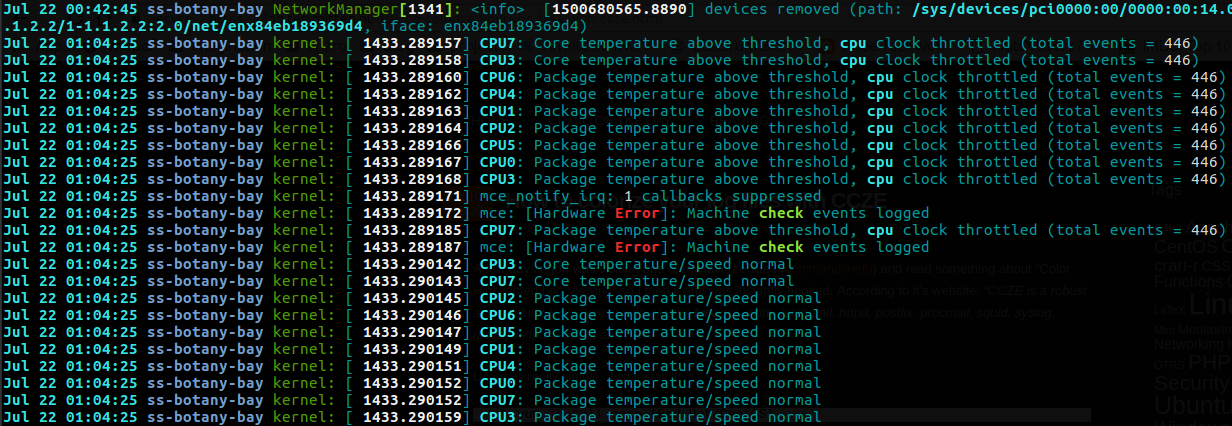 Jul 22 00:42:45 ss-botany-bay NetworkManager[1341]: <info>  [1500680565.8890] devices removed (path: /sys/devices/pci0000:00/0000:00:14.0
.1.2.2/1-1.1.2.2:2.0/net/enx84eb189369d4, iface: enx84eb189369d4)
Jul 22 01:04:25 ss-botany-bay kernel: [ 1433.289157] CPU7: Core temperature above threshold, cpu clock throttled (total events = 446)
Jul 22 01:04:25 ss-botany-bay kernel: [ 1433.289158] CPU3: Core temperature above threshold, cpu clock throttled (total events = 446)
Jul 22 01:04:25 ss-botany-bay kernel: [ 1433.289160] CPU6: Package temperature above threshold, cpu clock throttled (total events = 446)
Jul 22 01:04:25 ss-botany-bay kernel: [ 1433.289162] CPU4: Package temperature above threshold, cpu clock throttled (total events = 446)
Jul 22 01:04:25 ss-botany-bay kernel: [ 1433.289163] CPU1: Package temperature above threshold, cpu clock throttled (total events = 446)
Jul 22 01:04:25 ss-botany-bay kernel: [ 1433.289164] CPU2: Package temperature above threshold, cpu clock throttled (total events = 446)
Jul 22 01:04:25 ss-botany-bay kernel: [ 1433.289166] CPU5: Package temperature above threshold, cpu clock throttled (total events = 446)
Jul 22 01:04:25 ss-botany-bay kernel: [ 1433.289167] CPU0: Package temperature above threshold, cpu clock throttled (total events = 446)
Jul 22 01:04:25 ss-botany-bay kernel: [ 1433.289168] CPU3: Package temperature above threshold, cpu clock throttled (total events = 446)
Jul 22 01:04:25 ss-botany-bay kernel: [ 1433.289171] mce_notify_irq: 1 callbacks suppressed
Jul 22 01:04:25 ss-botany-bay kernel: [ 1433.289172] mce: [Hardware Error]: Machine check events logged
Jul 22 01:04:25 ss-botany-bay kernel: [ 1433.289185] CPU7: Package temperature above threshold, cpu clock throttled (total events = 446)
Jul 22 01:04:25 ss-botany-bay kernel: [ 1433.289187] mce: [Hardware Error]: Machine check events logged
Jul 22 01:04:25 ss-botany-bay kernel: [ 1433.290142] CPU3: Core temperature/speed normal
Jul 22 01:04:25 ss-botany-bay kernel: [ 1433.290143] CPU7: Core temperature/speed normal
Jul 22 01:04:25 ss-botany-bay kernel: [ 1433.290145] CPU2: Package temperature/speed normal
Jul 22 01:04:25 ss-botany-bay kernel: [ 1433.290146] CPU6: Package temperature/speed normal
Jul 22 01:04:25 ss-botany-bay kernel: [ 1433.290147] CPU5: Package temperature/speed normal
Jul 22 01:04:25 ss-botany-bay kernel: [ 1433.290149] CPU1: Package temperature/speed normal
Jul 22 01:04:25 ss-botany-bay kernel: [ 1433.290151] CPU4: Package temperature/speed normal
Jul 22 01:04:25 ss-botany-bay kernel: [ 1433.290152] CPU0: Package temperature/speed normal
Jul 22 01:04:25 ss-botany-bay kernel: [ 1433.290152] CPU7: Package temperature/speed normal
Jul 22 01:04:25 ss-botany-bay kernel: [ 1433.290159] CPU3: Package temperature/speed normal